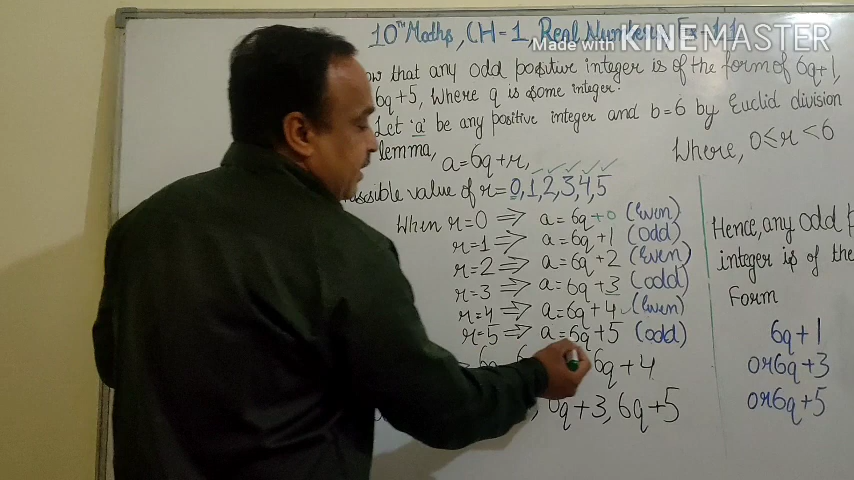 10th Maths, CH-1, Real Numbers, Ex-1.1
Made with KINEMASTER
that any odd positive integer is of the form of 6q+1,
6q+5, where q is some integer.
Let 'a' be any positive integer and b=6 by Euclid division
lemma, a=6q+r, Where, 0≤r<6
value of r=0,1,2,3,4,5
When r=0 ⇒ a=6q+0 (Even)
r=1 ⇒ a=6q+1 (Odd)
r=2 ⇒ a=6q+2 (Even)
r=3 ⇒ a=6q+3 (odd)
r=4 ⇒ a=6q+4 (Even)
r=5 ⇒ a=6q+5 (odd)
6q+4
6q+3, 6q+5
Hence, any odd
integer is of the
Form
6q+1
or 6q+3
or 6q+5